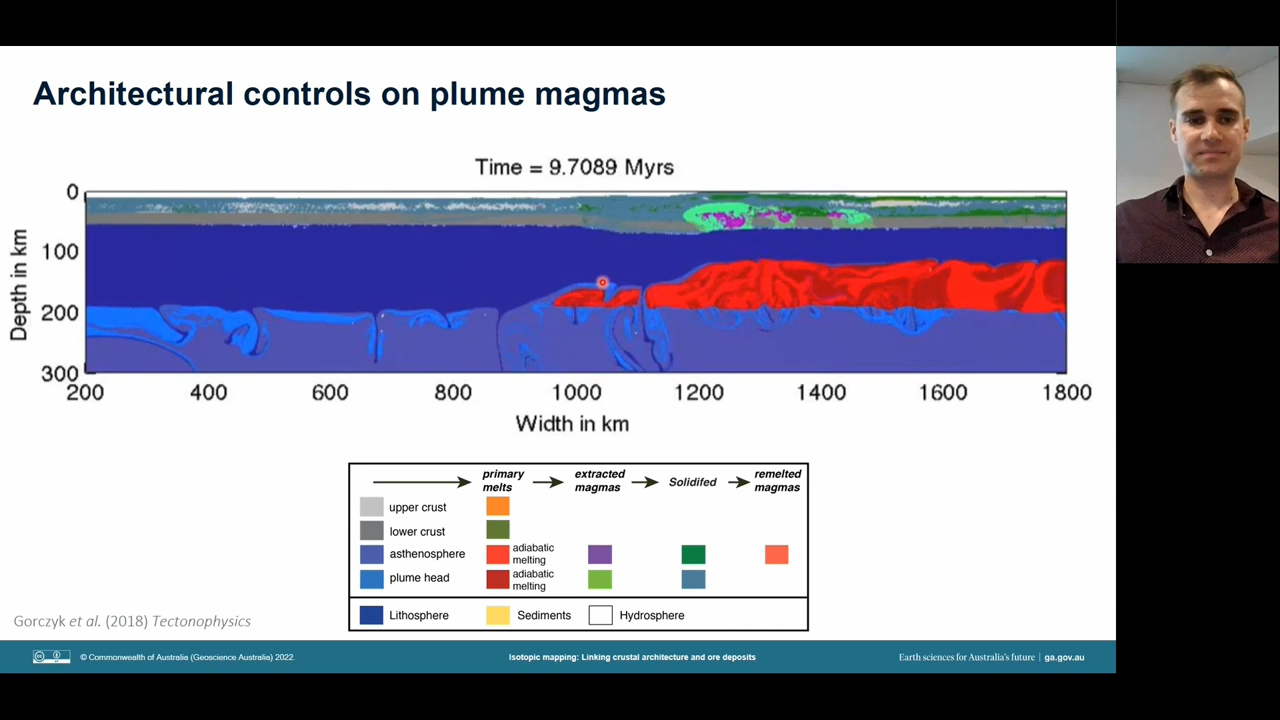 Architectural controls on plume magmas
Time = 9.7089 Myrs
Depth in km
0
100
200
300
200 400 600 800 1000 1200 1400 1600 1800
Width in km
primary melts
extracted magmas
Solidifed
remelted magmas
upper crust
lower crust
asthenosphere
adiabatic melting
plume head
adiabatic melting
Lithosphere
Sediments
Hydrosphere
Gorczyk et al. (2018) Tectonophysics
© Commonwealth of Australia (Geoscience Australia) 2022.
Isotopic mapping: Linking crustal architecture and ore deposits
Earth sciences for Australia's future | ga.gov.au